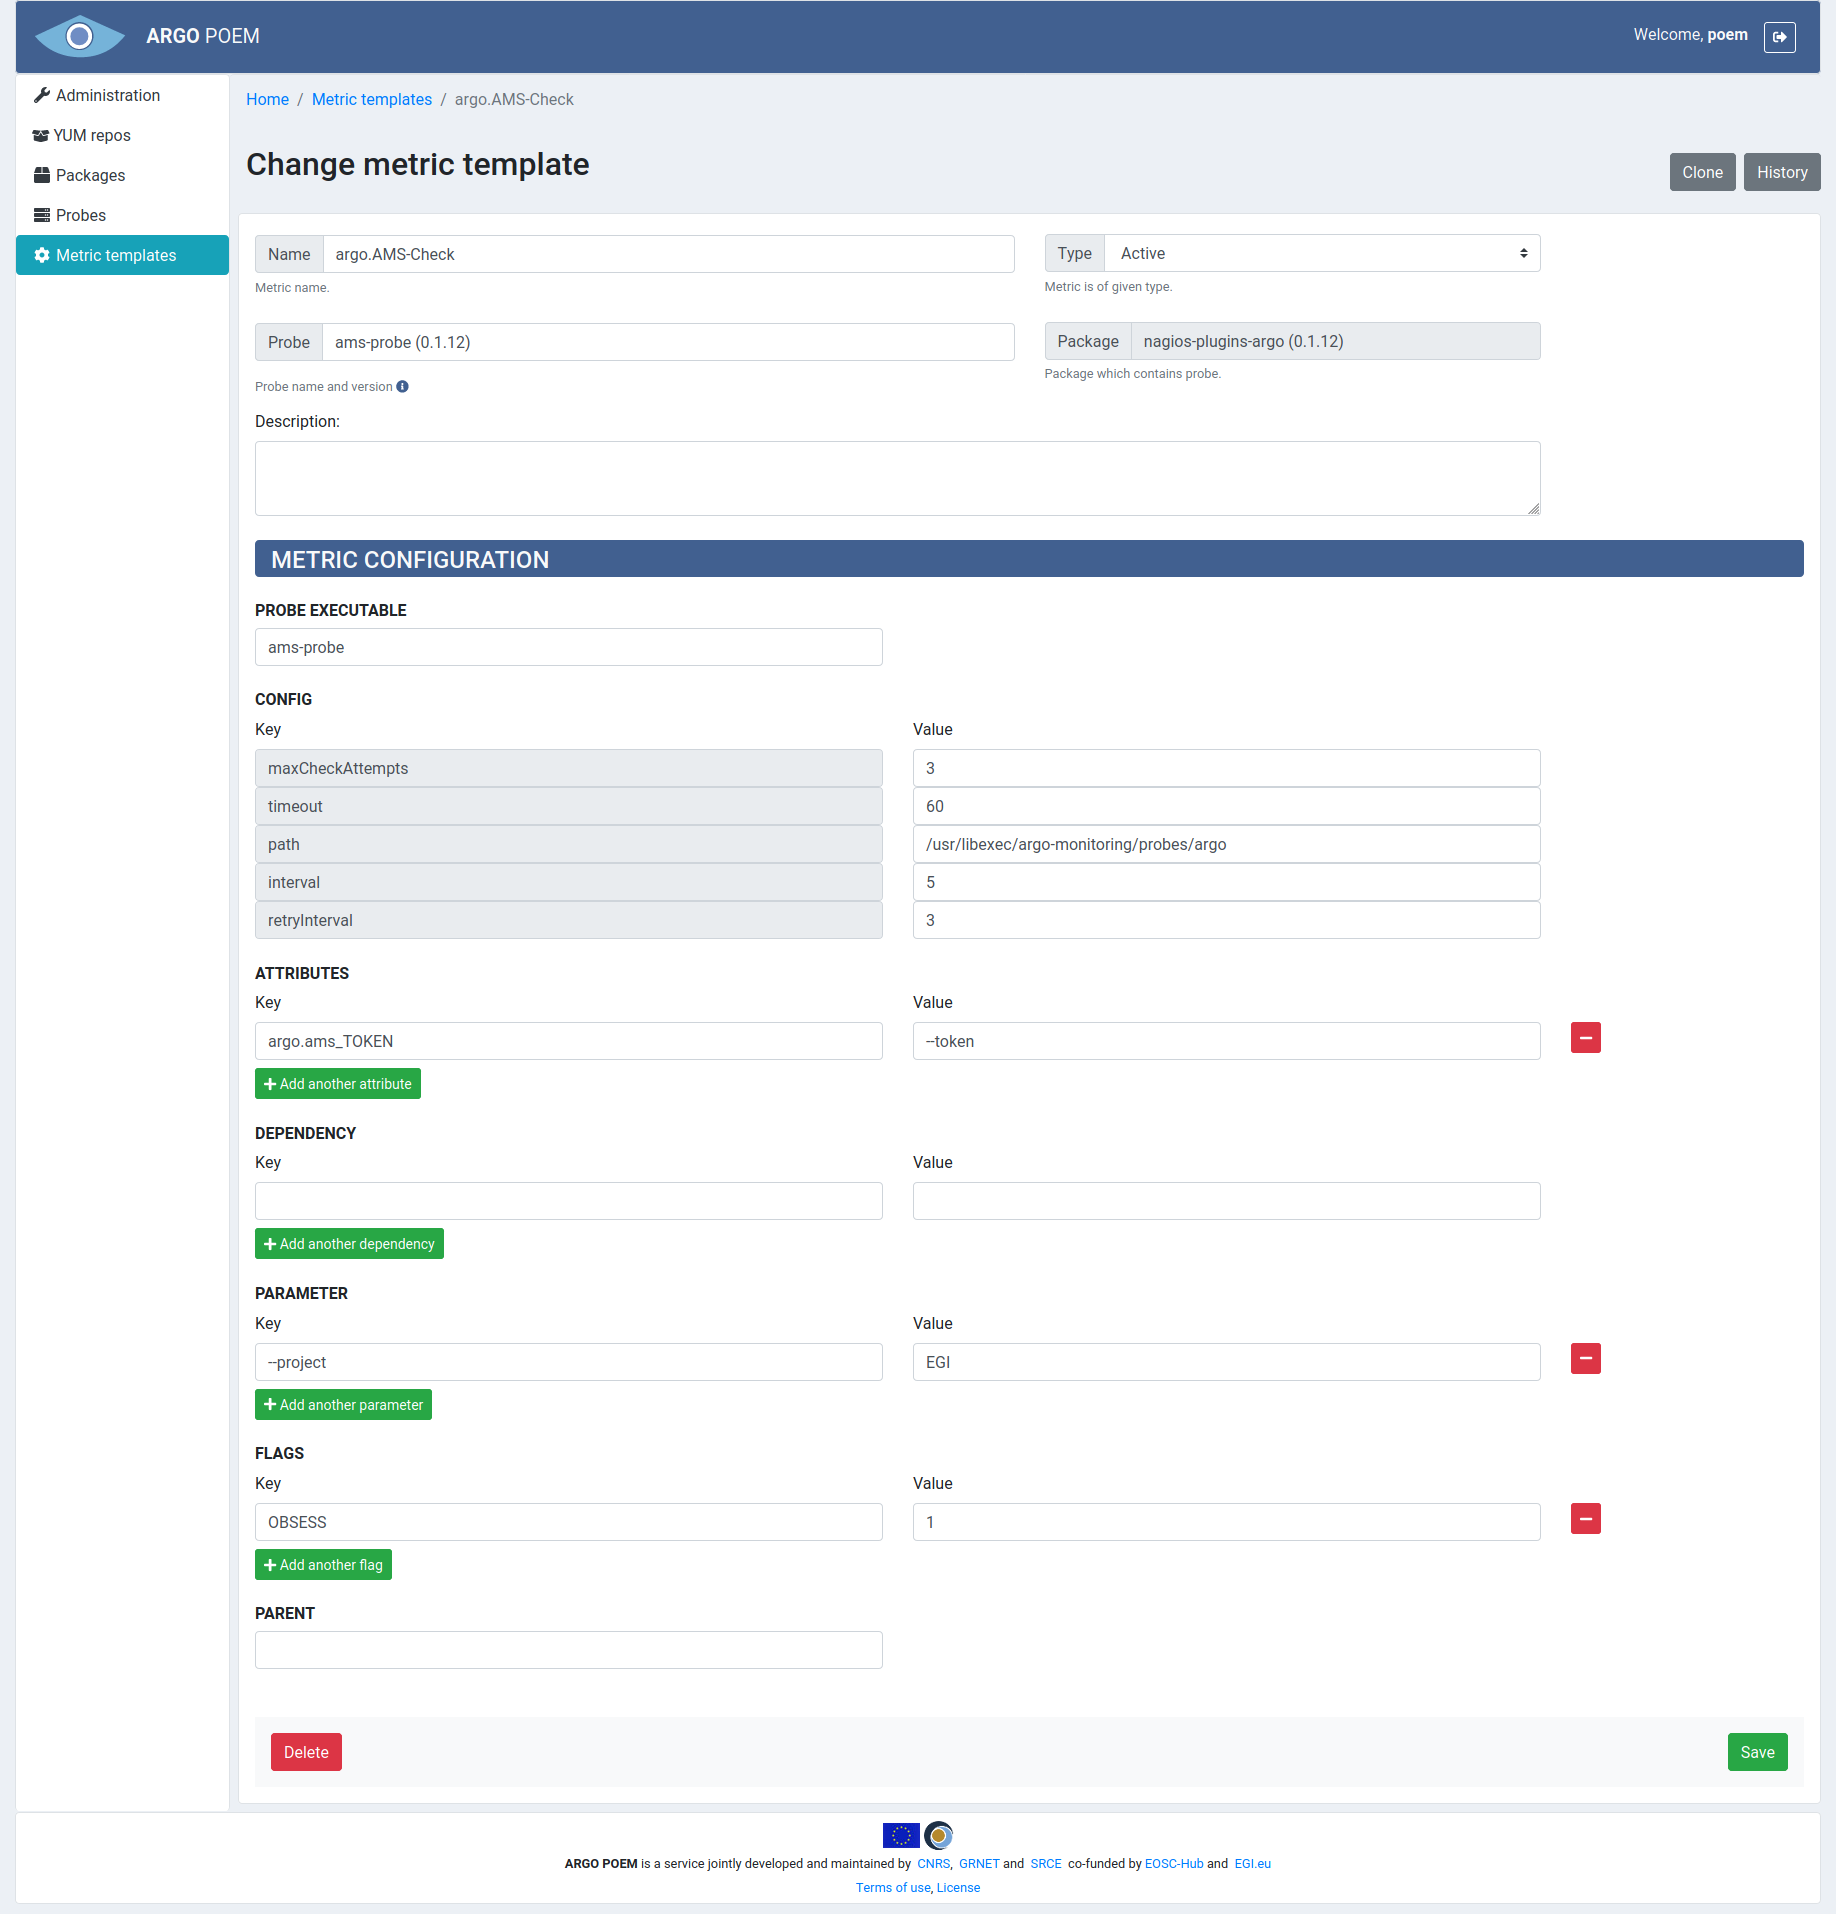 ARGO POEM
Welcome, poem
Administration
YUM repos
Packages
Probes
Metric templates
Home / Metric templates / argo.AMS-Check
Change metric template
Clone History
Name argo.AMS-Check Type Active
Metric name. Metric is of given type.
Probe ams-probe (0.1.12) Package nagios-plugins-argo (0.1.12)
Probe name and version Package which contains probe.
Description:
METRIC CONFIGURATION
PROBE EXECUTABLE
ams-probe
CONFIG
Key Value
maxCheckAttempts 3
timeout 60
path /usr/libexec/argo-monitoring/probes/argo
interval 5
retryInterval 3
ATTRIBUTES
Key Value
argo.ams_TOKEN --token
Add another attribute
DEPENDENCY
Key Value
Add another dependency
PARAMETER
Key Value
--project EGI
Add another parameter
FLAGS
Key Value
OBSESS 1
Add another flag
PARENT
Delete Save
ARGO POEM is a service jointly developed and maintained by CNRS, GRNET and SRCE co-funded by EOSC-Hub and EGI.eu
Terms of use, License